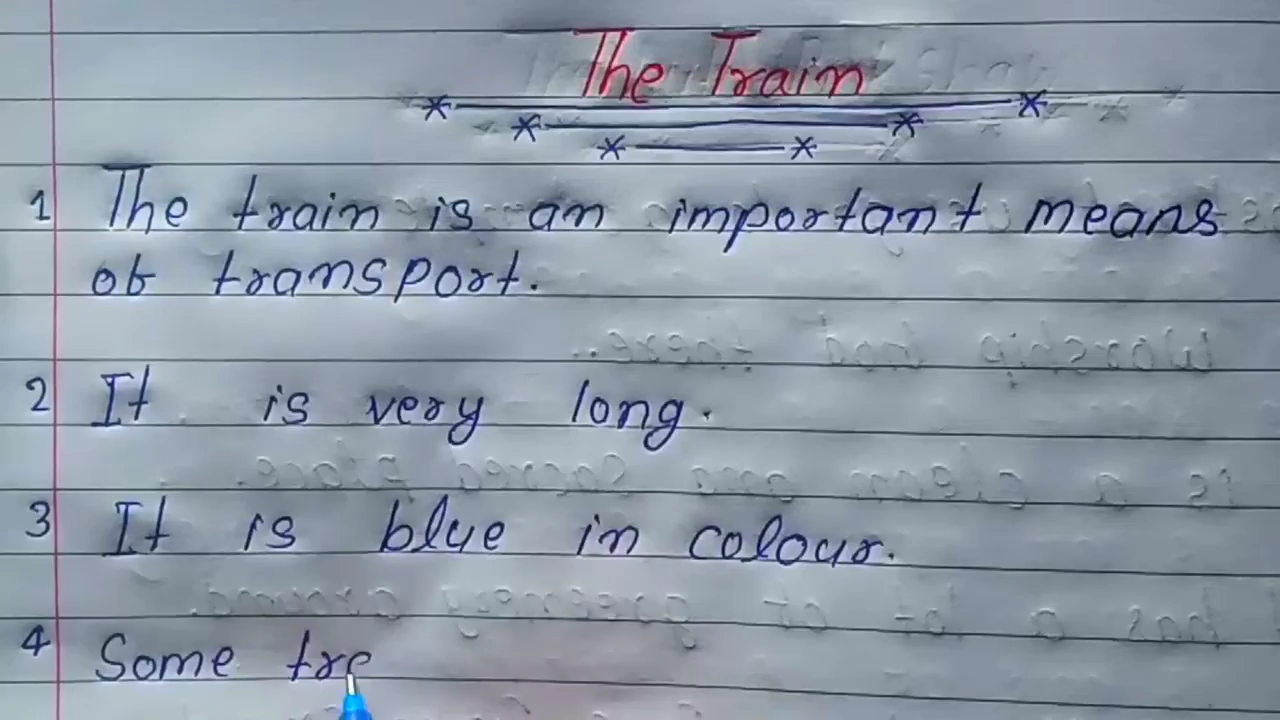 The Train
1 The train is an important means
of transport.
2 It is very long.
3 It is blue in colour.
4 Some tre